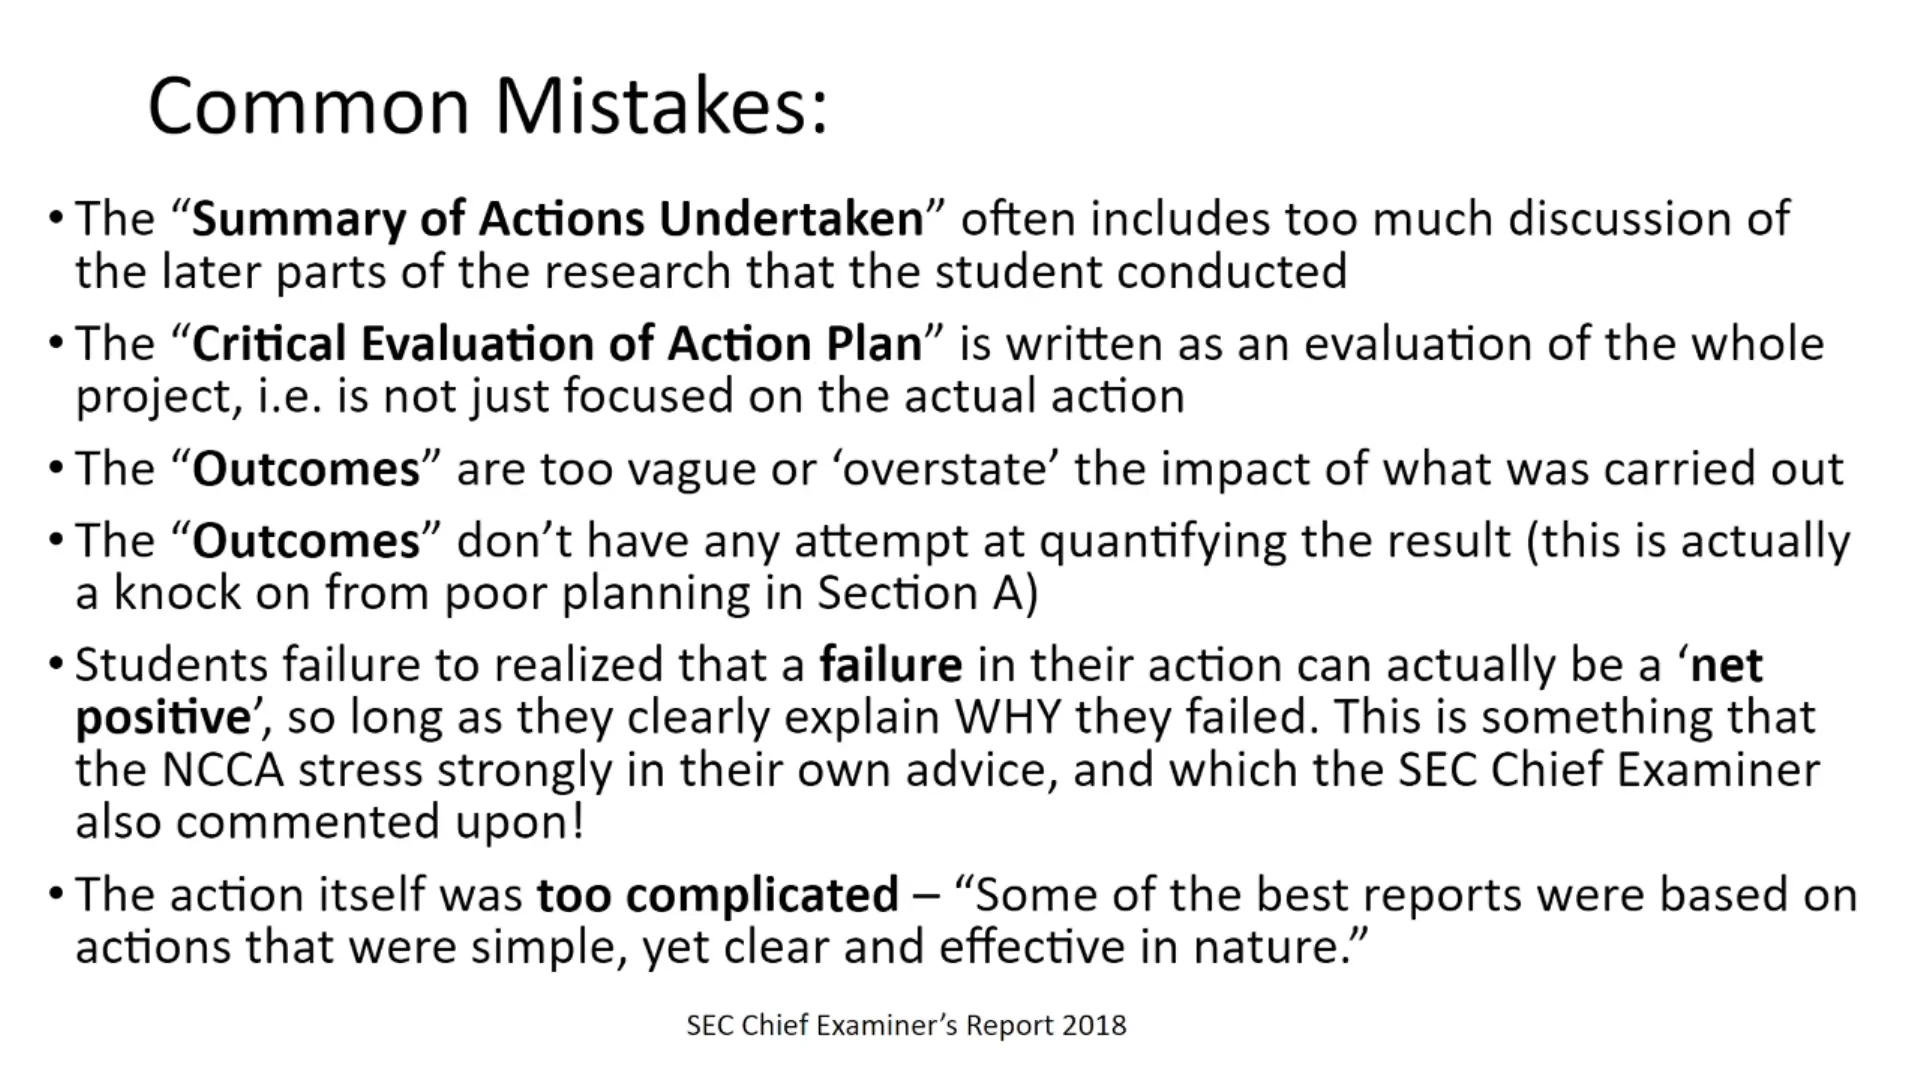 Common Mistakes:
• The “Summary of Actions Undertaken” often includes too much discussion of
the later parts of the research that the student conducted
• The “Critical Evaluation of Action Plan” is written as an evaluation of the whole
project, i.e. is not just focused on the actual action
• The “Outcomes” are too vague or ‘overstate’ the impact of what was carried out
• The “Outcomes” don’t have any attempt at quantifying the result (this is actually
a knock on from poor planning in Section A)
• Students failure to realized that a failure in their action can actually be a ‘net
positive’, so long as they clearly explain WHY they failed. This is something that
the NCCA stress strongly in their own advice, and which the SEC Chief Examiner
also commented upon!
• The action itself was too complicated – “Some of the best reports were based on
actions that were simple, yet clear and effective in nature.”
SEC Chief Examiner’s Report 2018